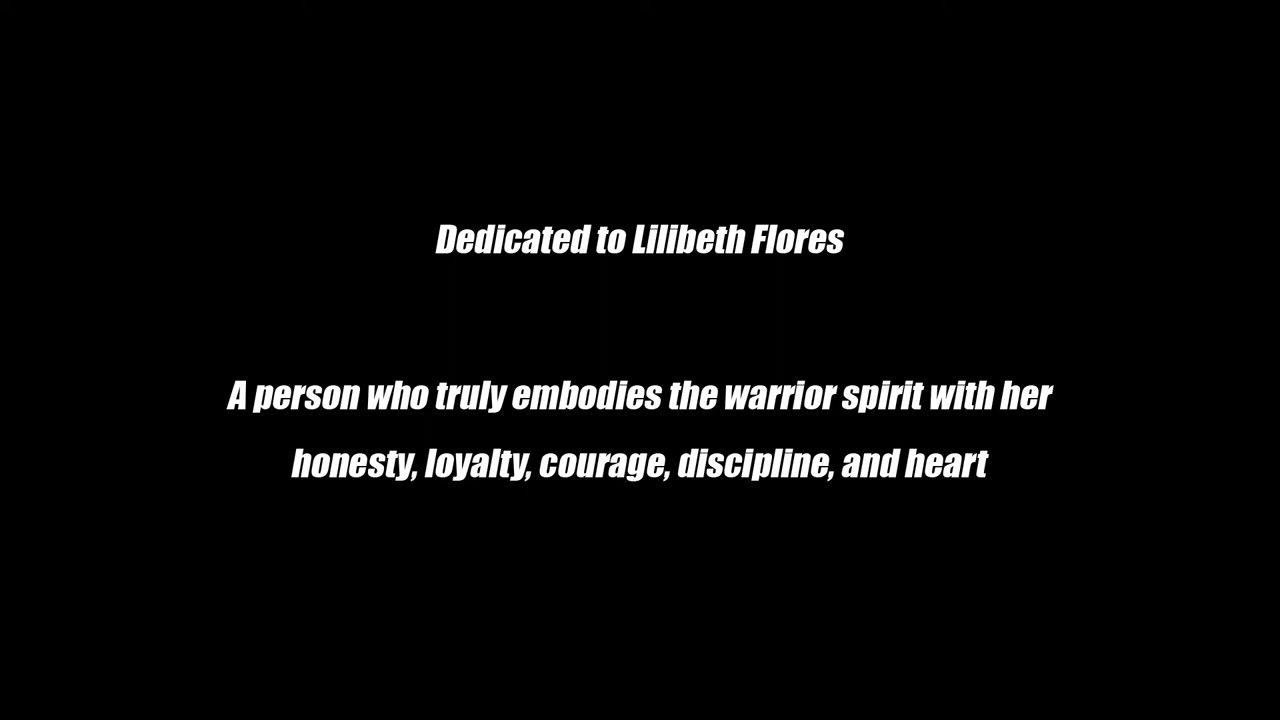 Dedicated to Lilibeth Flores
A person who truly embodies the warrior spirit with her
honesty, loyalty, courage, discipline, and heart